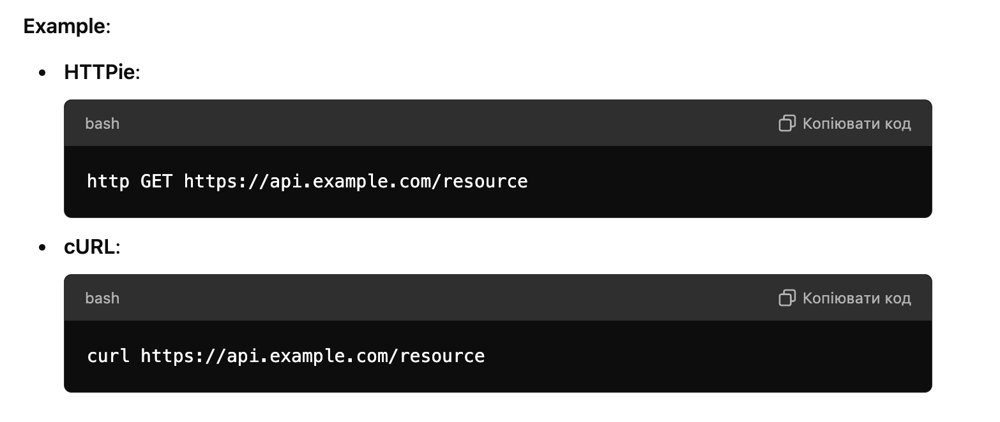 Example:
HTTPie:
bash
Копіювати код
http GET https://api.example.com/resource
cURL:
bash
Копіювати код
curl https://api.example.com/resource